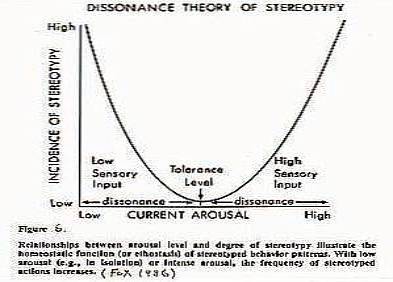 DISSONANCE THEORY OF STEREOTYPY
High
INCIDENCE OF STEREOTYPY
Low
Sensory
Input
Tolerance
Level
High
Sensory
Input
Low
dissonance
dissonance
Low
CURRENT AROUSAL
High
Figure 6.
Relationships between arousal level and degree of stereotypy illustrate the
homeostatic function (or ethostasis) of stereotyped behavior patterns. With low
arousal (e.g., in isolation) or intense arousal, the frequency of stereotyped
actions increases. (Fox 1986)